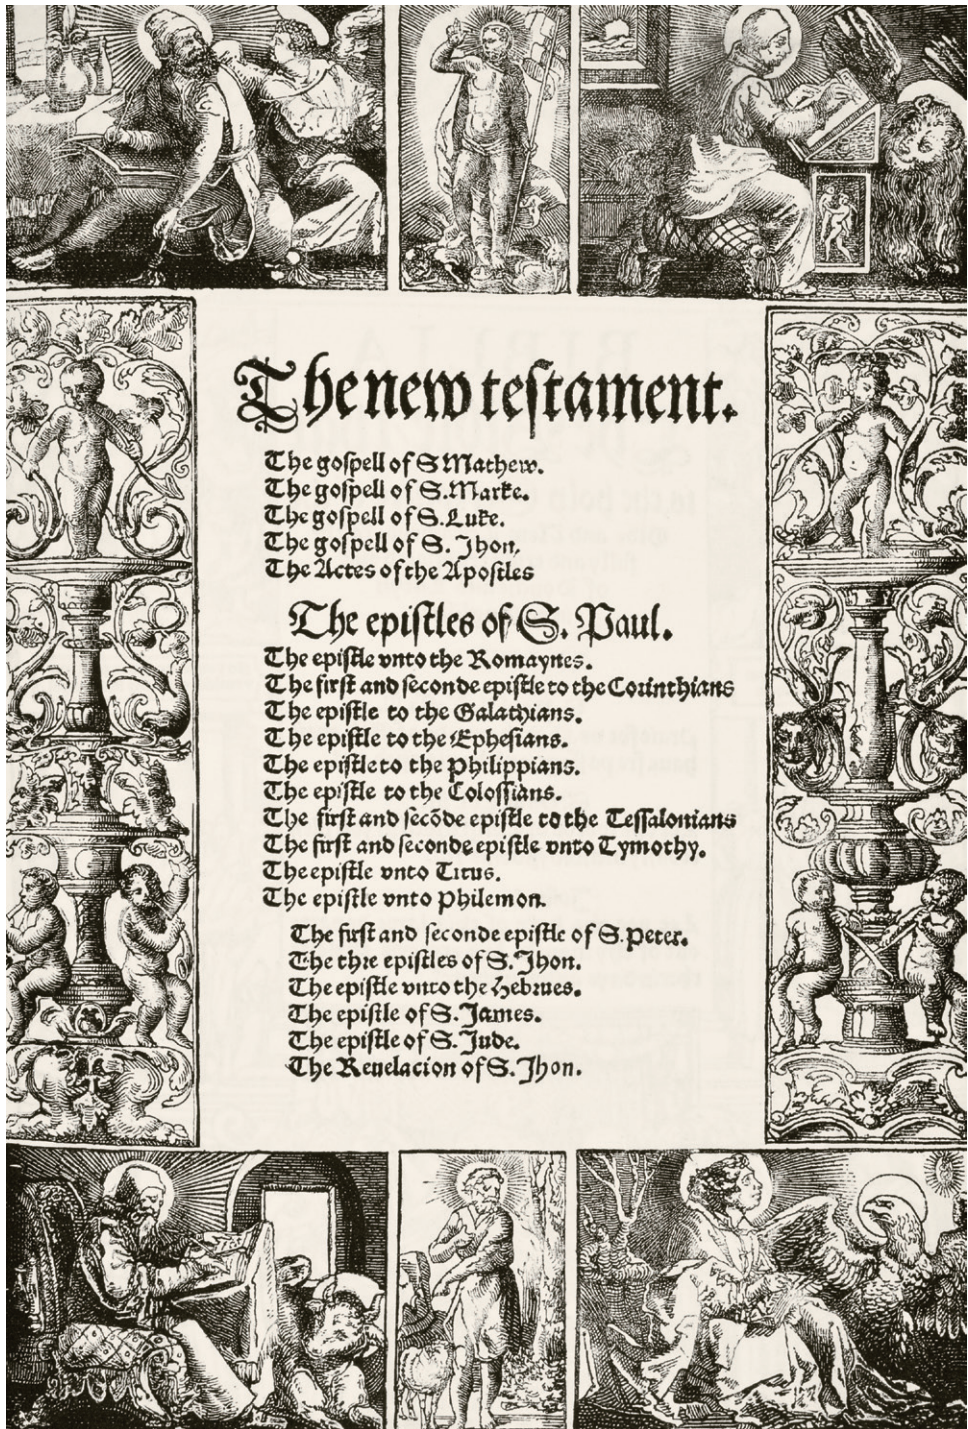 The new testament.
The gospell of S Mathew.
The gospell of S. Marke.
The gospell of S. Luke.
The gospell of S. Jhon.
The Actes of the Apostles
The epistles of S. Paul.
The epistle vnto the Romaynes.
The first and seconde epistle to the Corinthians
The epistle to the Galathians.
The epistle to the Ephesians.
The epistle to the Philippians.
The epistle to the Colossians.
The first and secōde epistle to the Tessalonians
The first and seconde epistle vnto Tymothy.
The epistle vnto Titus.
The epistle vnto Philemon.
The first and seconde epistle of S. Peter.
The thre epistles of S. Jhon.
The epistle vnto the Hebrues.
The epistle of S. James.
The epistle of S. Jude.
The Reuelacion of S. Jhon.